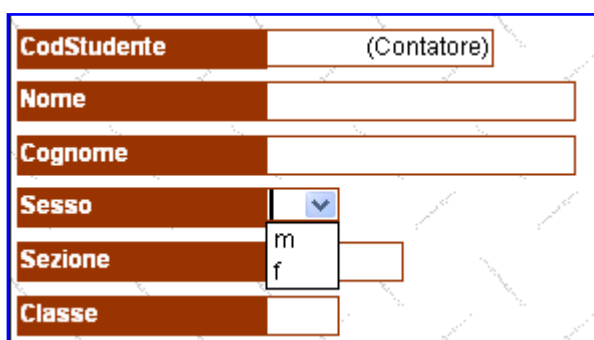 CodStudente (Contatore)
Nome
Cognome
Sesso
m
Sezione
f
Classe